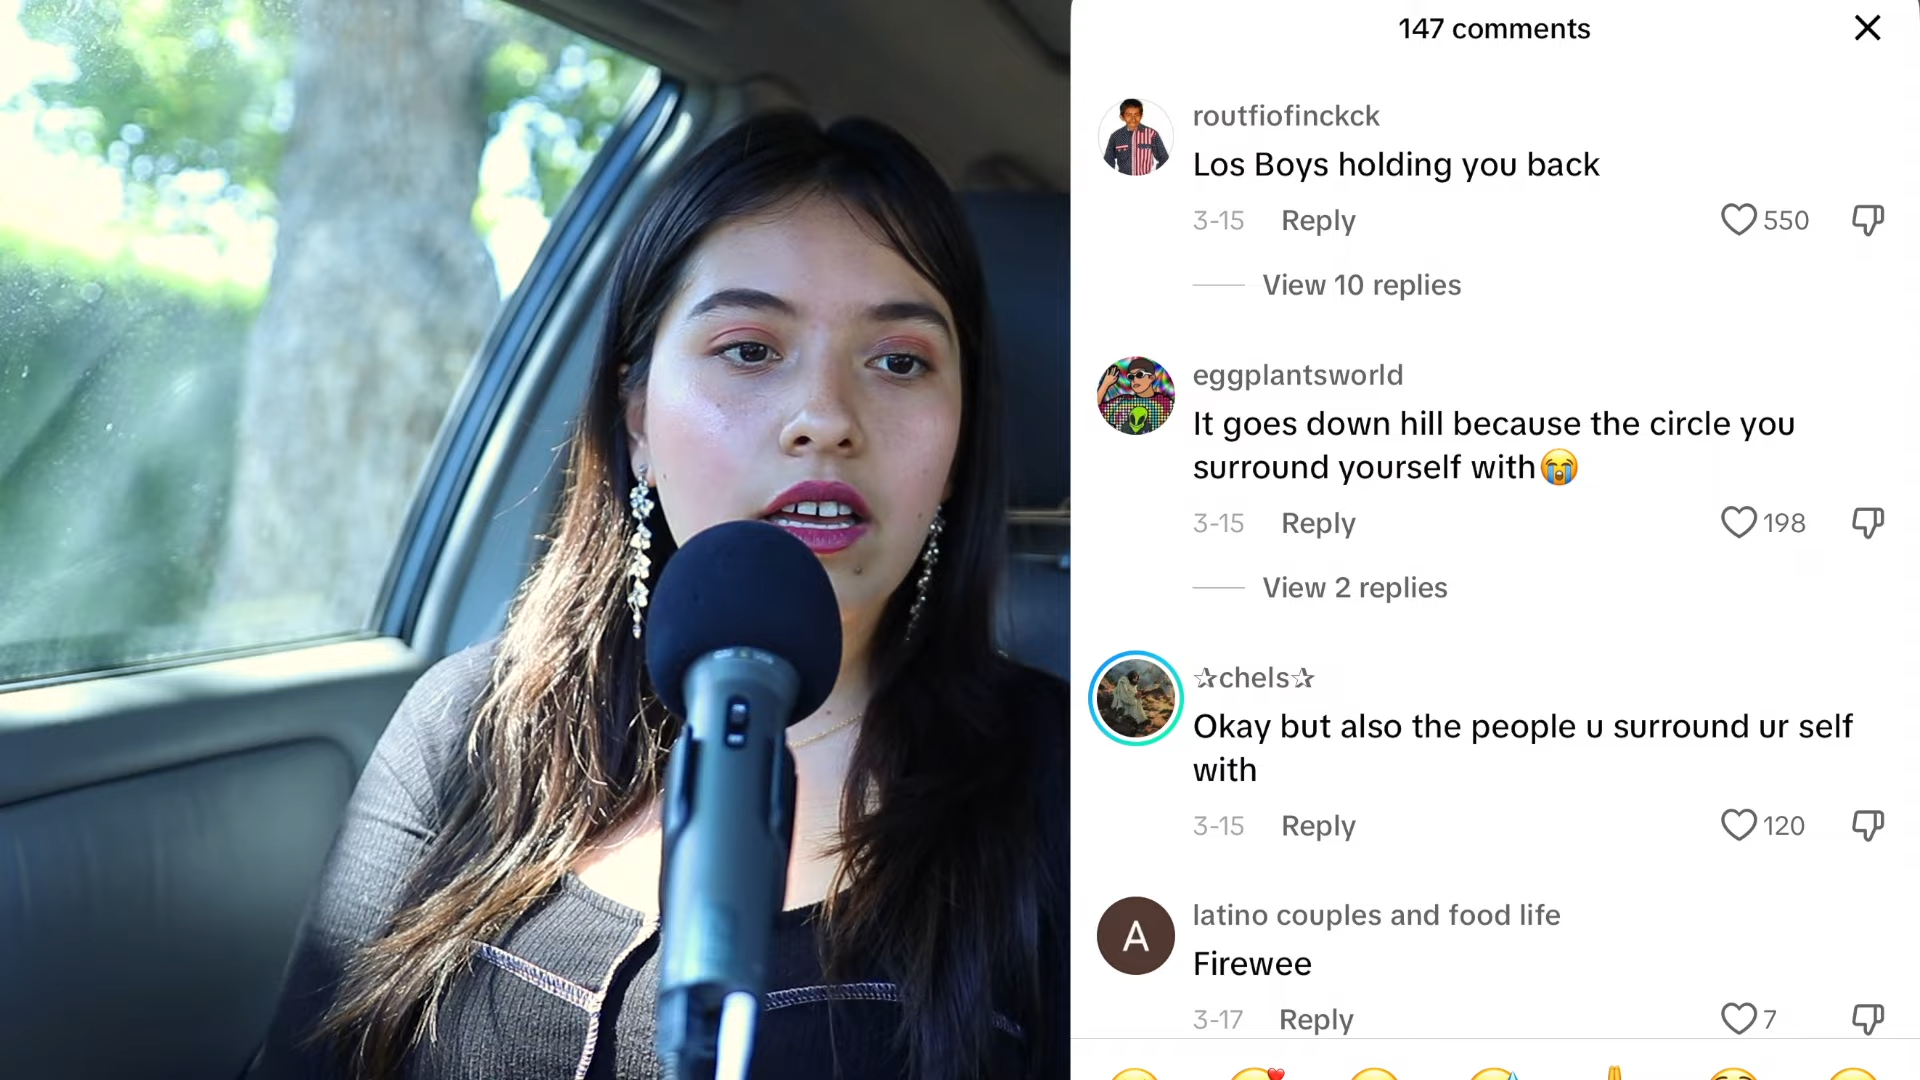 147 comments
routfiofinckck
Los Boys holding you back
3-15 Reply 550
View 10 replies
eggplantsworld
It goes down hill because the circle you
surround yourself with😭
3-15 Reply 198
View 2 replies
✰chels✰
Okay but also the people u surround ur self
with
3-15 Reply 120
A
latino couples and food life
Firewee
3-17 Reply 7